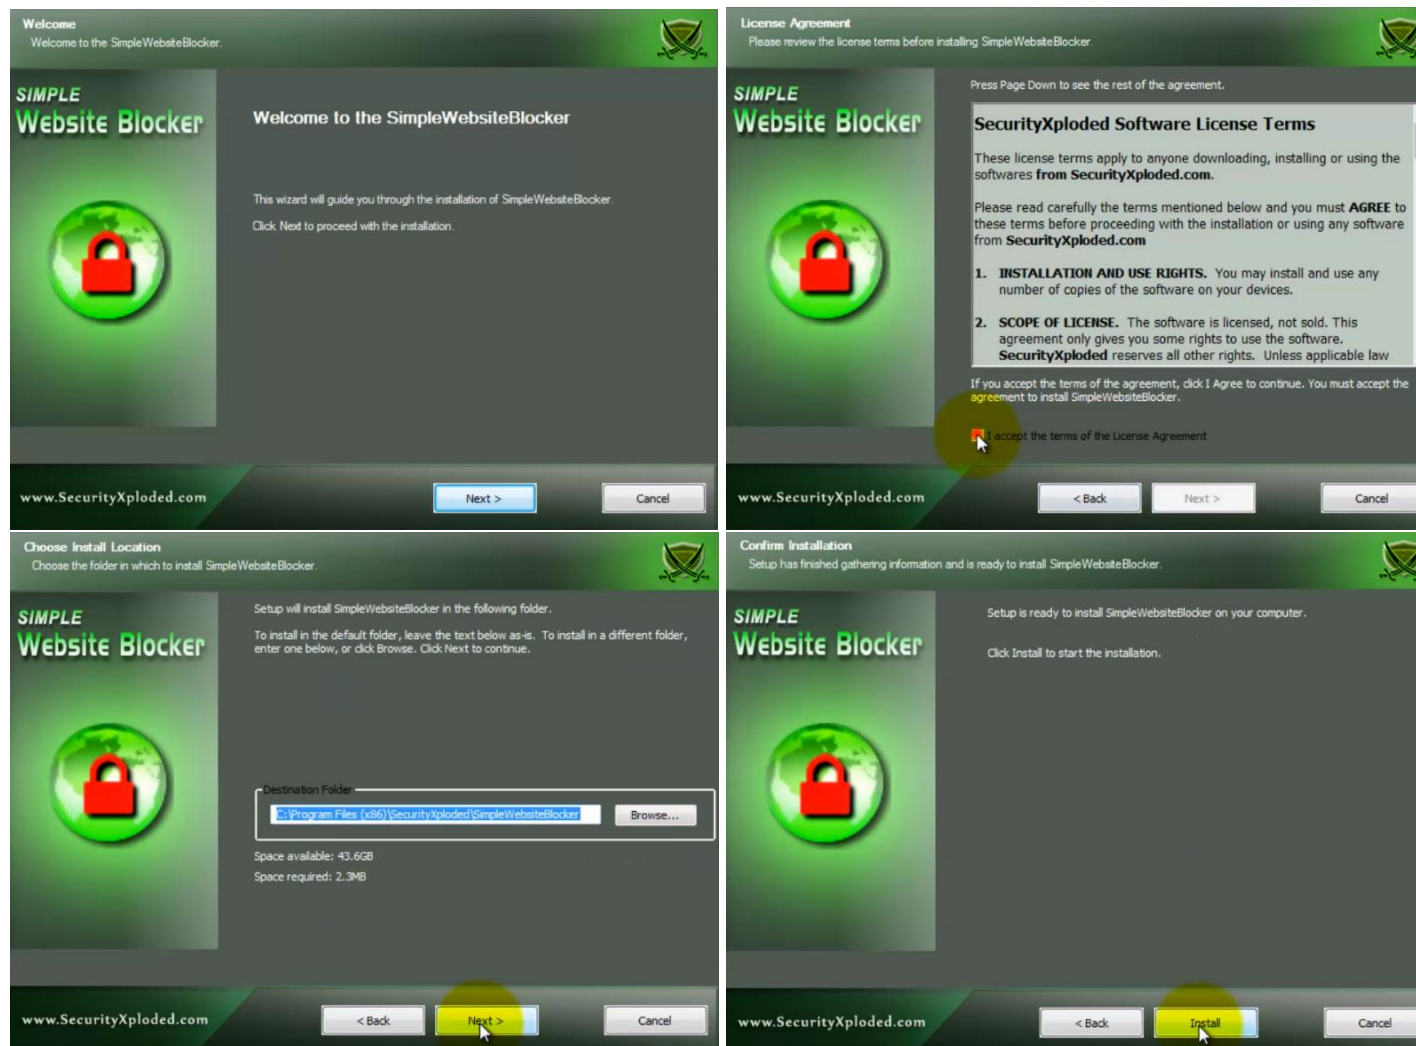 Welcome
Welcome to the SimpleWebsiteBlocker.
SIMPLE
Website Blocker
Welcome to the SimpleWebsiteBlocker
This wizard will guide you through the installation of SimpleWebsiteBlocker.
Click Next to proceed with the installation.
www.SecurityXploded.com
Next >
Cancel
License Agreement
Please review the license terms before installing SimpleWebsiteBlocker.
SIMPLE
Website Blocker
Press Page Down to see the rest of the agreement.
SecurityXploded Software License Terms
These license terms apply to anyone downloading, installing or using the
softwares from SecurityXploded.com.
Please read carefully the terms mentioned below and you must AGREE to
these terms before proceeding with the installation or using any software
from SecurityXploded.com
1. INSTALLATION AND USE RIGHTS. You may install and use any
number of copies of the software on your devices.
2. SCOPE OF LICENSE. The software is licensed, not sold. This
agreement only gives you some rights to use the software.
SecurityXploded reserves all other rights. Unless applicable law
If you accept the terms of the agreement, click I Agree to continue. You must accept the
agreement to install SimpleWebsiteBlocker.
I accept the terms of the License Agreement
www.SecurityXploded.com
< Back
Next >
Cancel
Choose Install Location
Choose the folder in which to install SimpleWebsiteBlocker.
SIMPLE
Website Blocker
Setup will install SimpleWebsiteBlocker in the following folder.
To install in the default folder, leave the text below as-is. To install in a different folder,
enter one below, or click Browse. Click Next to continue.
Destination Folder
C:\Program Files (x86)\SecurityXploded\SimpleWebsiteBlocker
Browse...
Space available: 43.6GB
Space required: 2.3MB
www.SecurityXploded.com
< Back
Next >
Cancel
Confirm Installation
Setup has finished gathering information and is ready to install SimpleWebsiteBlocker.
SIMPLE
Website Blocker
Setup is ready to install SimpleWebsiteBlocker on your computer.
Click Install to start the installation.
www.SecurityXploded.com
< Back
Install
Cancel